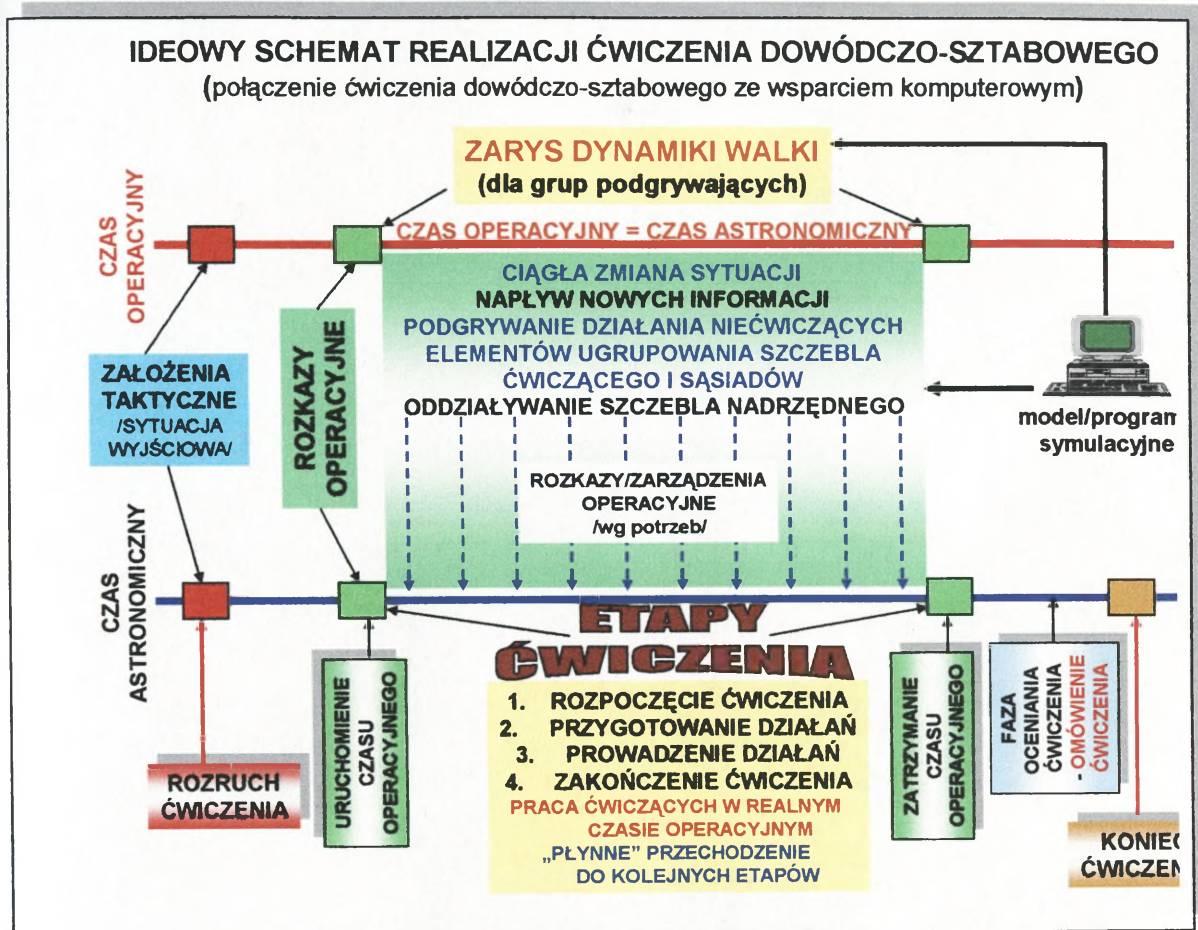 IDEOWY SCHEMAT REALIZACJI ĆWICZENIA DOWÓDCZO-SZTABOWEGO
(połączenie ćwiczenia dowódczo-sztabowego ze wsparciem komputerowym)
ZARYS DYNAMIKI WALKI
(dla grup podgrywających)
CZAS
OPERACYJNY
CZAS OPERACYJNY = CZAS ASTRONOMICZNY
CIĄGŁA ZMIANA SYTUACJI
NAPŁYW NOWYCH INFORMACJI
PODGRYWANIE DZIAŁANIA NIEĆWICZĄCYCH
ELEMENTÓW UGRUPOWANIA SZCZEBLA
ĆWICZĄCEGO I SĄSIADÓW
ODDZIAŁYWANIE SZCZEBLA NADRZĘDNEGO
ZAŁOŻENIA
TAKTYCZNE
/SYTUACJA
WYJŚCIOWA/
ROZKAZY
OPERACYJNE
model/program
symulacyjne
ROZKAZY/ZARZĄDZENIA
OPERACYJNE
/wg potrzeb/
CZAS
ASTRONOMICZNY
ETAPY
ĆWICZENIA
1. ROZPOCZĘCIE ĆWICZENIA
2. PRZYGOTOWANIE DZIAŁAŃ
3. PROWADZENIE DZIAŁAŃ
4. ZAKOŃCZENIE ĆWICZENIA
PRACA ĆWICZĄCYCH W REALNYM
CZASIE OPERACYJNYM
„PŁYNNE” PRZECHODZENIE
DO KOLEJNYCH ETAPÓW
ROZRUCH
ĆWICZENIA
URUCHOMIENIE
CZASU
OPERACYJNEGO
ZATRZYMANE
CZASU
OPERACYJNEGO
FAZA
OCENIANIA
ĆWICZENIA
- OMÓWIENIE
ĆWICZENIA
KONIEC
ĆWICZEN